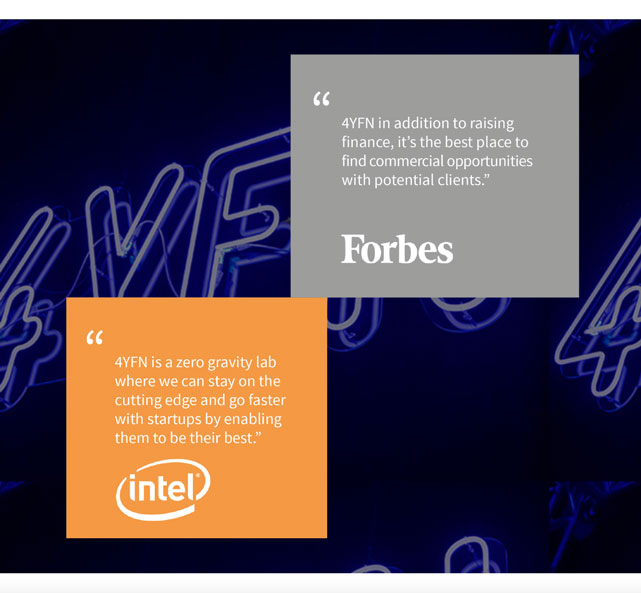 “
4YFN in addition to raising
finance, it’s the best place to
find commercial opportunities
with potential clients.”
Forbes
4YFN
“
4YFN is a zero gravity lab
where we can stay on the
cutting edge and go faster
with startups by enabling
them to be their best.”
intel